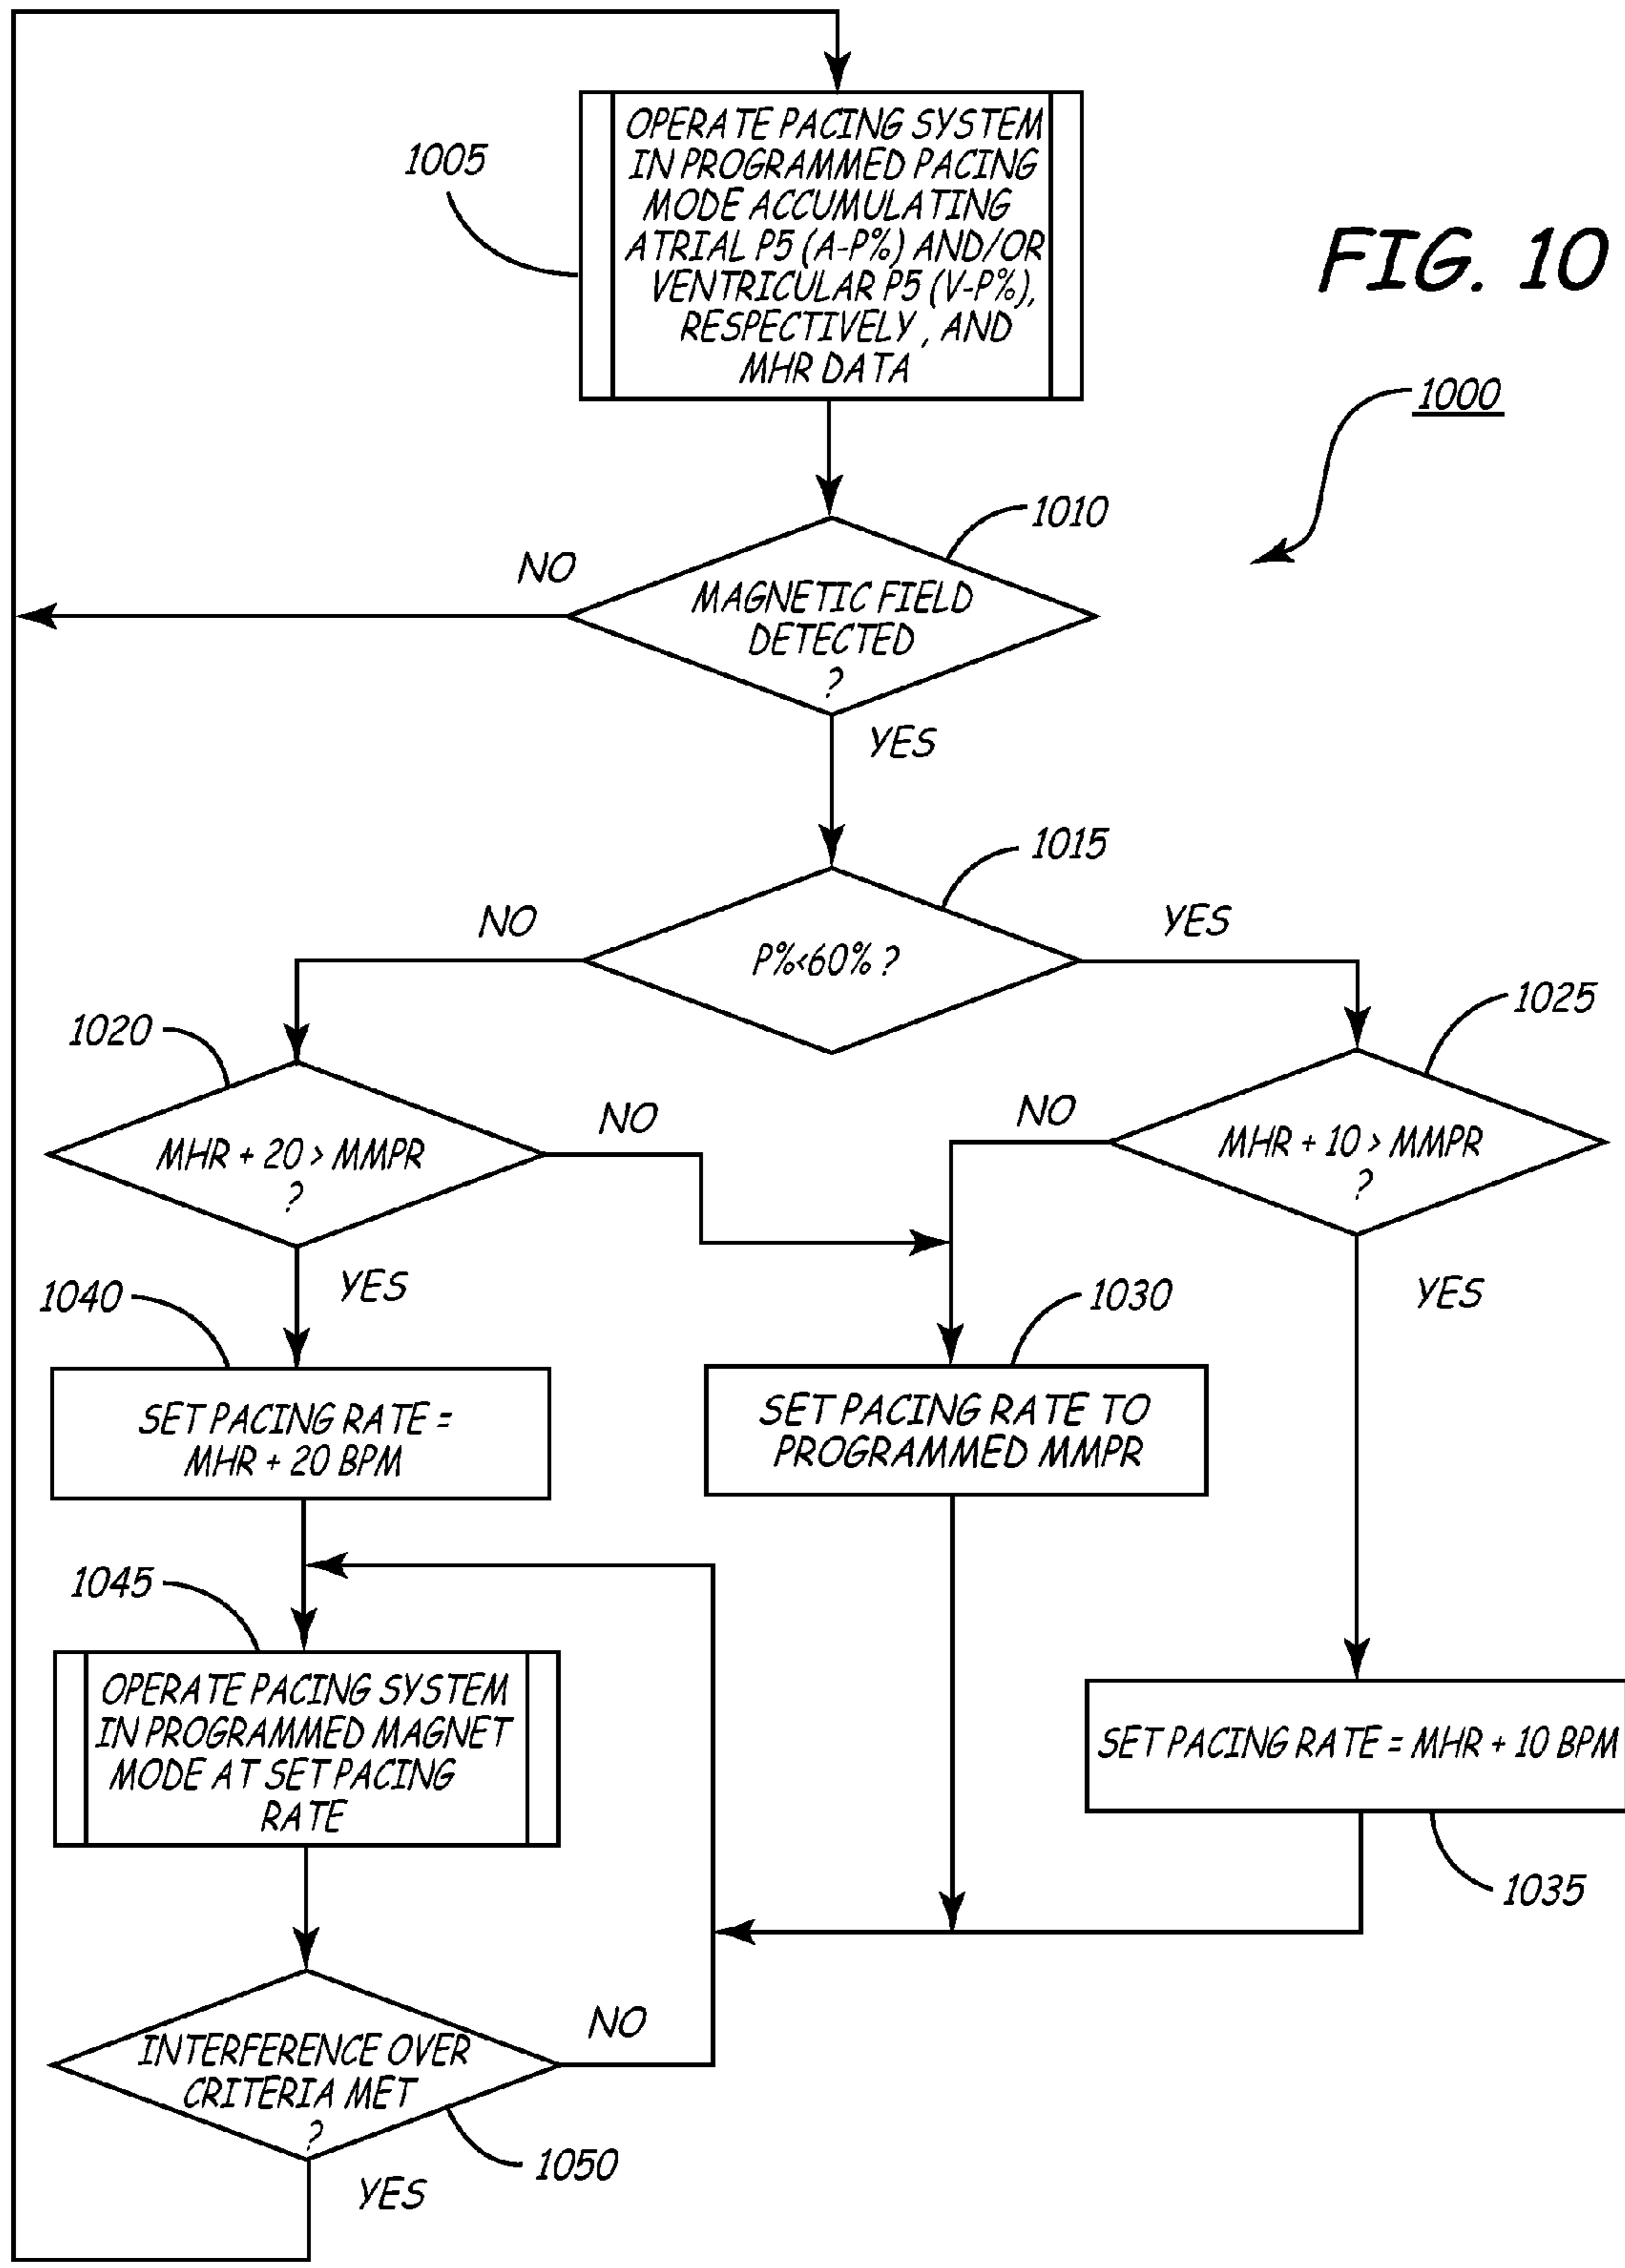 OPERATE PACING SYSTEM
IN PROGRAMMED PACING
MODE ACCUMULATING
ATRIAL P5 (A-P%) AND/OR
VENTRICULAR P5 (V-P%),
RESPECTIVELY, AND
MHR DATA
1005
FIG. 10
1000
1010
NO
MAGNETIC FIELD
DETECTED
?
YES
1015
NO
YES
P%<60% ?
1020
1025
MHR + 20 > MMPR
?
NO
NO
MHR + 10 > MMPR
?
YES
YES
1040
1030
SET PACING RATE =
MHR + 20 BPM
SET PACING RATE TO
PROGRAMMED MMPR
1045
OPERATE PACING SYSTEM
IN PROGRAMMED MAGNET
MODE AT SET PACING
RATE
SET PACING RATE = MHR + 10 BPM
1035
NO
INTERFERENCE OVER
CRITERIA MET
?
1050
YES